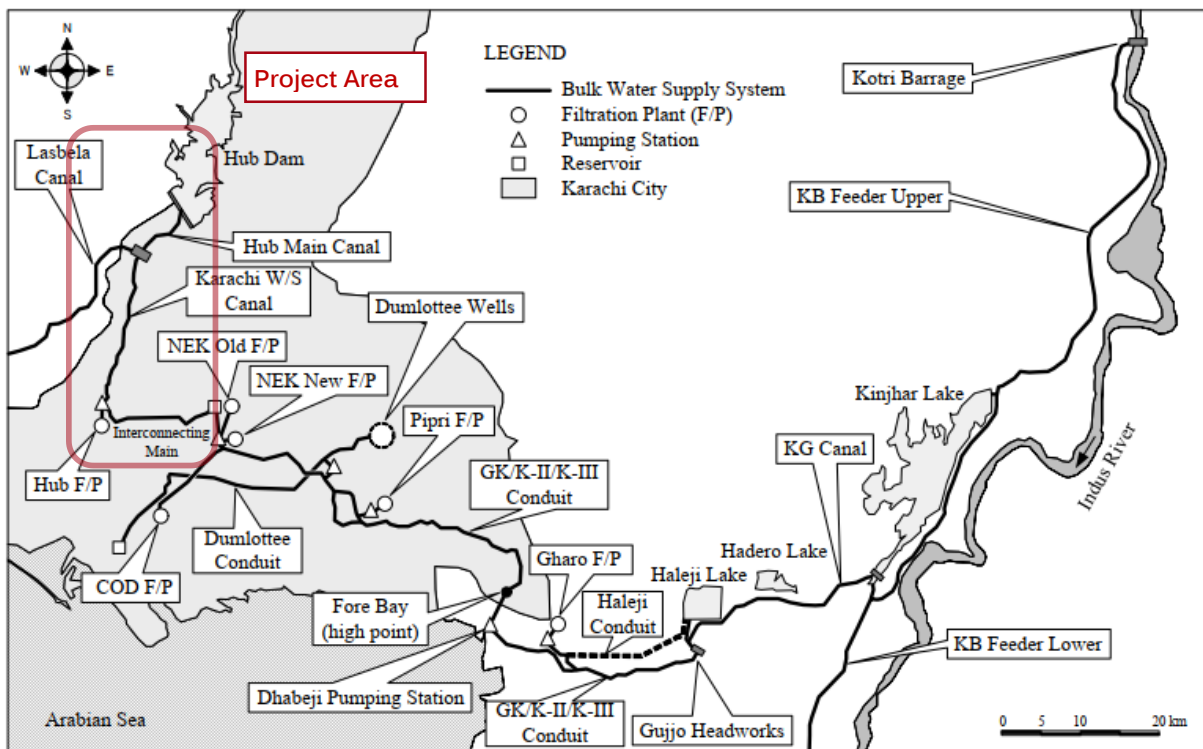 N
W
E
S
Project Area
LEGEND
Bulk Water Supply System
Filtration Plant (F/P)
Pumping Station
Reservoir
Karachi City
Kotri Barrage
Lasbela
Canal
Hub Dam
KB Feeder Upper
Hub Main Canal
Karachi W/S
Canal
Dumlottee Wells
NEK Old F/P
NEK New F/P
Pipri F/P
Kinjhar Lake
Interconnecting
Main
Hub F/P
GK/K-II/K-III
Conduit
KG Canal
Indus River
Dumlottee
Conduit
COD F/P
Gharo F/P
Hadero Lake
Haleji Lake
Fore Bay
(high point)
Haleji
Conduit
KB Feeder Lower
Dhabeji Pumping Station
GK/K-II/K-III
Conduit
Gujjo Headworks
Arabian Sea
0 5 10 20 km